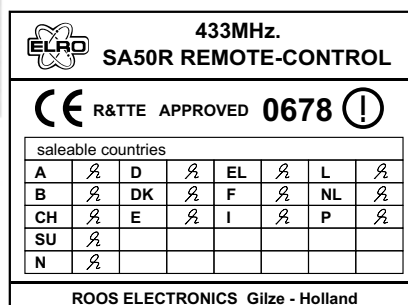 ELRO
433MHz.
SA50R REMOTE-CONTROL
CE R&TTE APPROVED 0678 !
saleable countries
A D EL L
B DK F NL
CH E I P
SU
N
ROOS ELECTRONICS Gilze - Holland